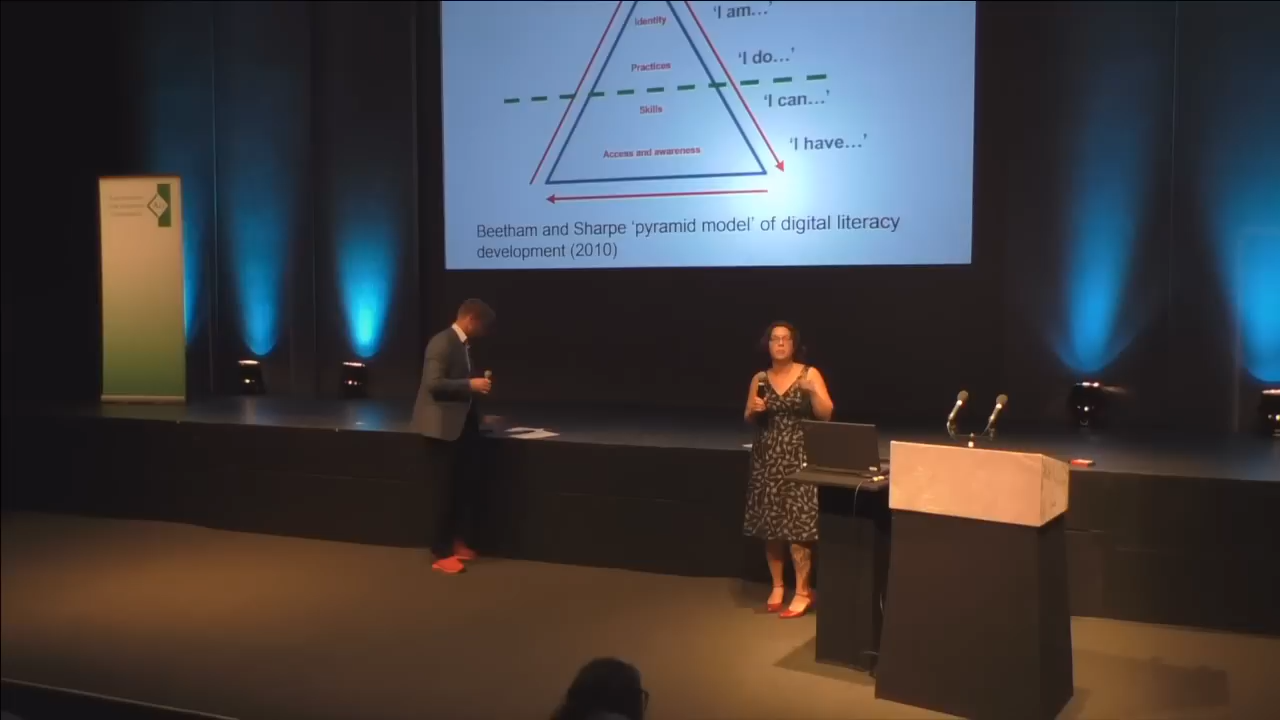 Identity
'I am…'
Practices
'I do…'
Skills
'I can…'
Access and awareness
'I have…'
Beetham and Sharpe 'pyramid model' of digital literacy
development (2010)